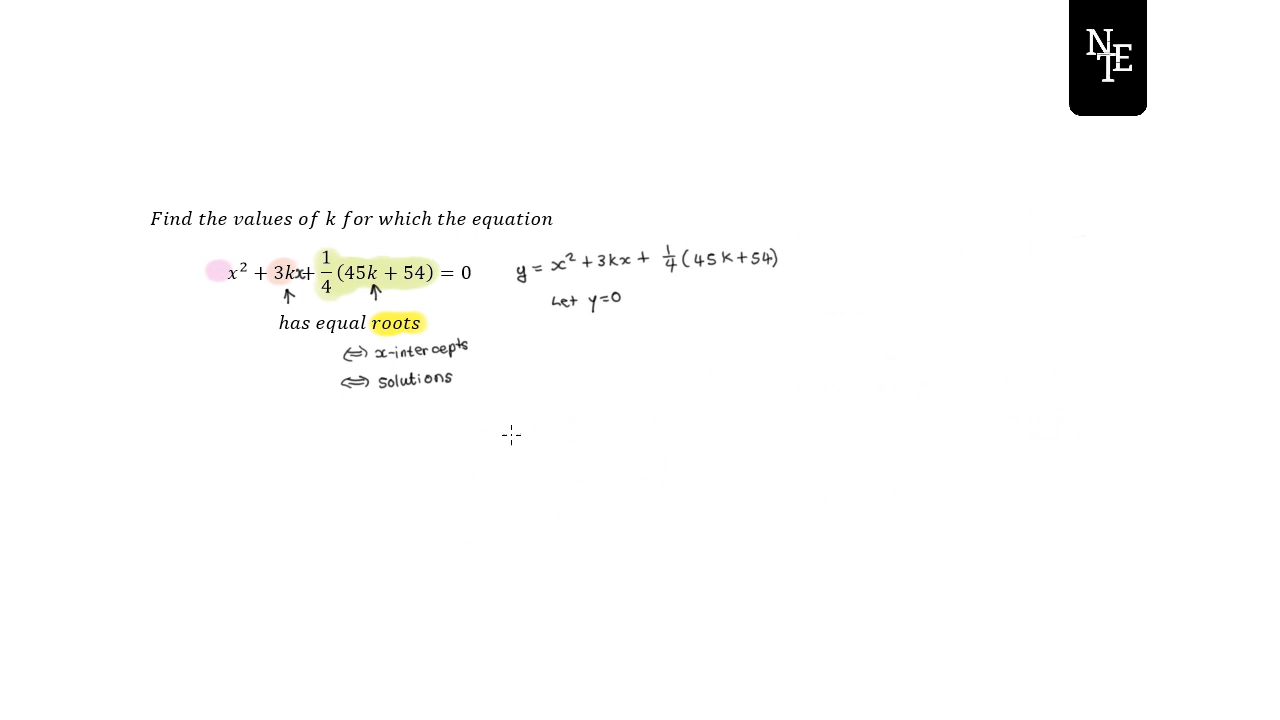 NTE
Find the values of k for which the equation
x² + 3kx + 1/4 (45k + 54) = 0
y = x² + 3kx + 1/4 (45k + 54)
Let y=0
has equal roots
⇔ x-intercepts
⇔ solutions